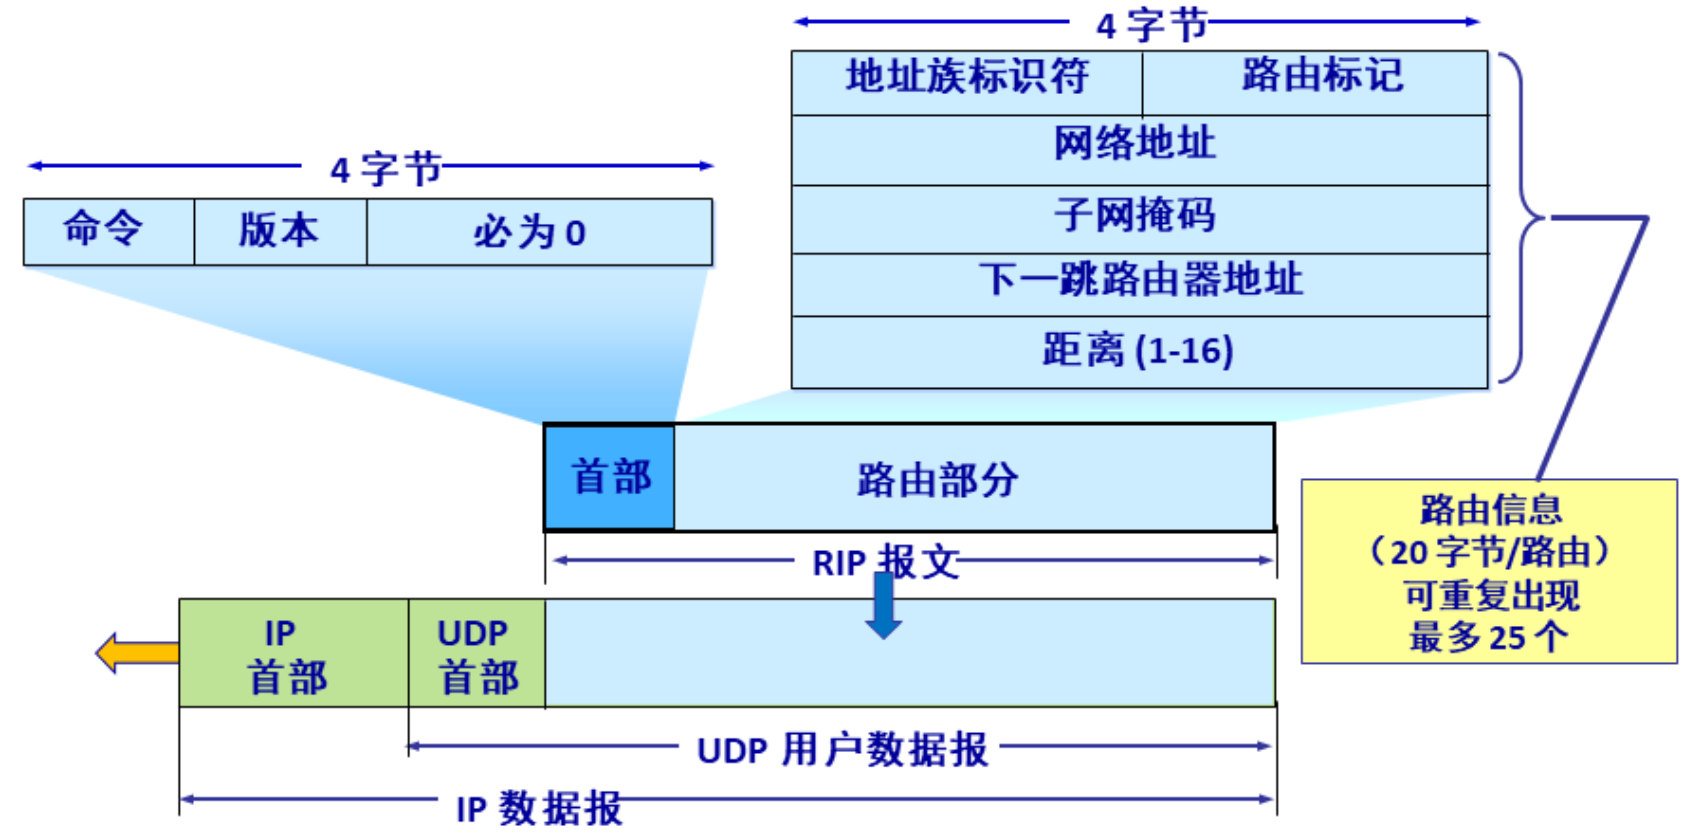 4 字节
地址族标识符 路由标记
网络地址
子网掩码
下一跳路由器地址
距离 (1-16)
4 字节
命令 版本 必为 0
首部 路由部分
RIP 报文
路由信息
（20 字节/路由）
可重复出现
最多 25 个
IP
首部
UDP
首部
UDP 用户数据报
IP 数据报